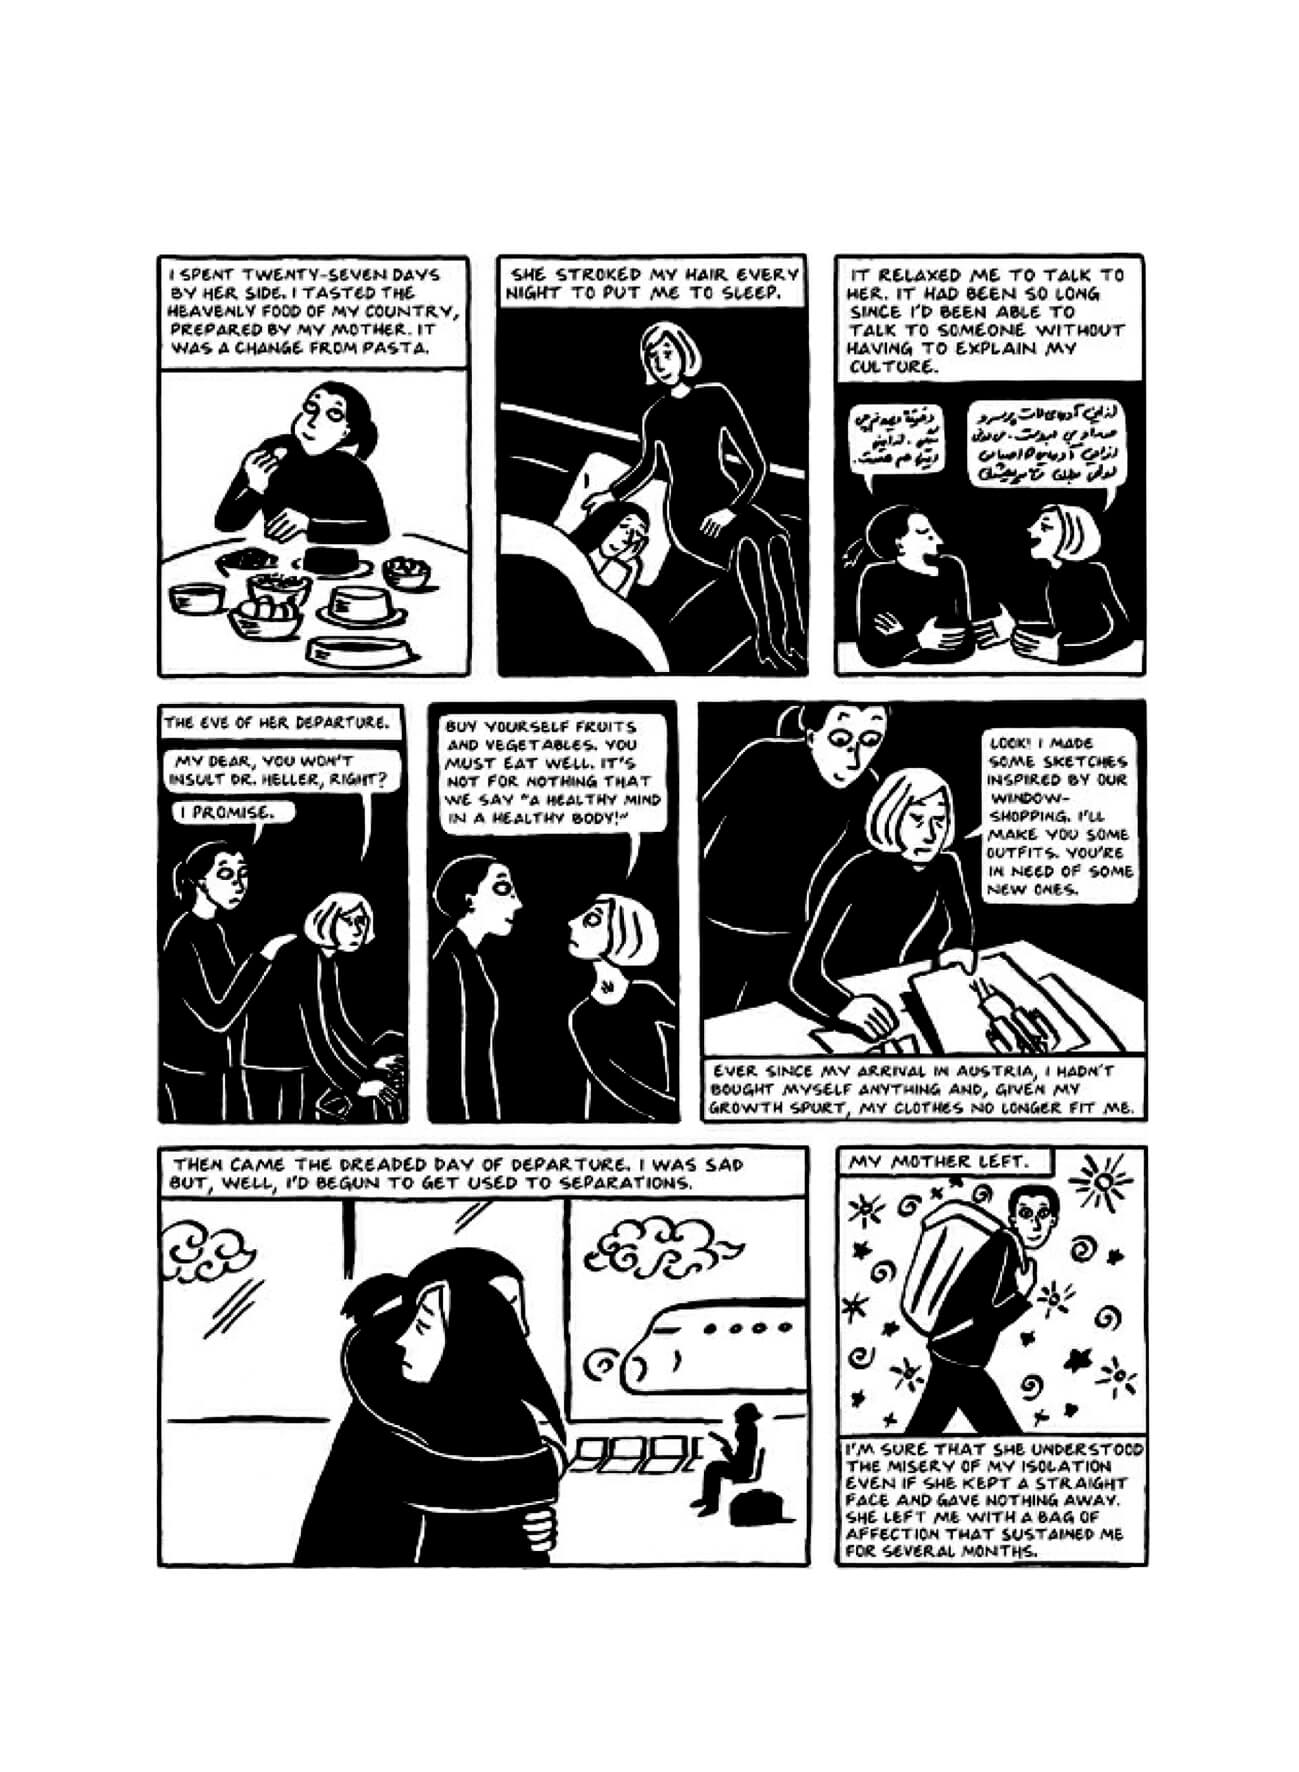 I SPENT TWENTY-SEVEN DAYS
BY HER SIDE. I TASTED THE
HEAVENLY FOOD OF MY COUNTRY,
PREPARED BY MY MOTHER. IT
WAS A CHANGE FROM PASTA.
SHE STROKED MY HAIR EVERY
NIGHT TO PUT ME TO SLEEP.
IT RELAXED ME TO TALK TO
HER. IT HAD BEEN SO LONG
SINCE I'D BEEN ABLE TO
TALK TO SOMEONE WITHOUT
HAVING TO EXPLAIN MY
CULTURE.
THE EVE OF HER DEPARTURE.
MY DEAR, YOU WON'T
INSULT DR. HELLER, RIGHT?
I PROMISE.
BUY YOURSELF FRUITS
AND VEGETABLES. YOU
MUST EAT WELL. IT'S
NOT FOR NOTHING THAT
WE SAY "A HEALTHY MIND
IN A HEALTHY BODY!"
LOOK! I MADE
SOME SKETCHES
INSPIRED BY OUR
WINDOW-
SHOPPING. I'LL
MAKE YOU SOME
OUTFITS. YOU'RE
IN NEED OF SOME
NEW ONES.
EVER SINCE MY ARRIVAL IN AUSTRIA, I HADN'T
BOUGHT MYSELF ANYTHING AND, GIVEN MY
GROWTH SPURT, MY CLOTHES NO LONGER FIT ME.
THEN CAME THE DREADED DAY OF DEPARTURE. I WAS SAD
BUT, WELL, I'D BEGUN TO GET USED TO SEPARATIONS.
MY MOTHER LEFT.
I'M SURE THAT SHE UNDERSTOOD
THE MISERY OF MY ISOLATION
EVEN IF SHE KEPT A STRAIGHT
FACE AND GAVE NOTHING AWAY.
SHE LEFT ME WITH A BAG OF
AFFECTION THAT SUSTAINED ME
FOR SEVERAL MONTHS.